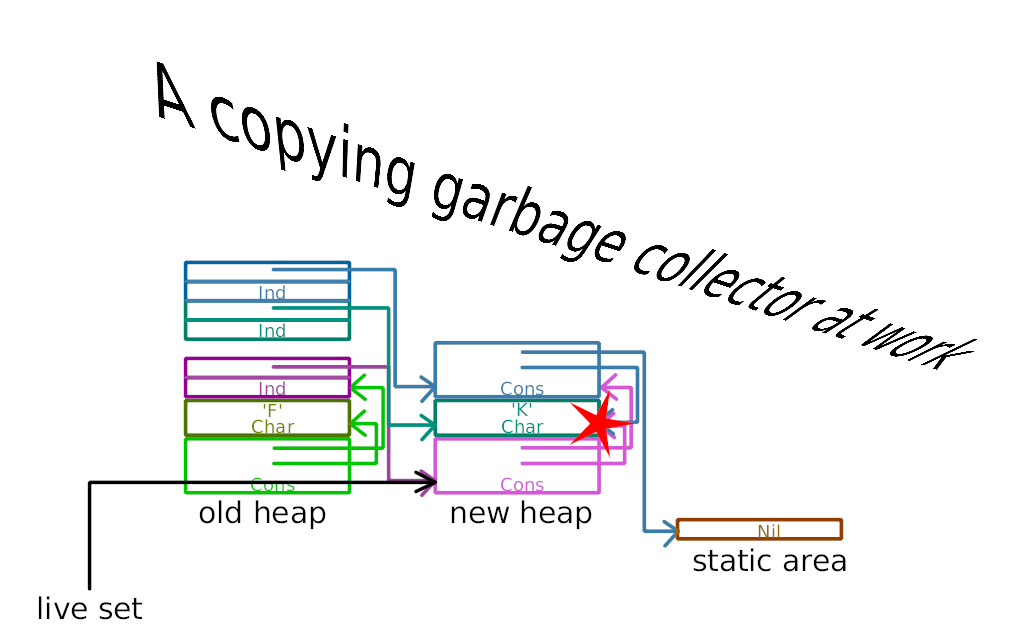 A copying garbage collector at work
Ind
Ind
Ind
'F'
Char
Cons
old heap
Cons
'K'
Char
Cons
new heap
Nil
static area
live set